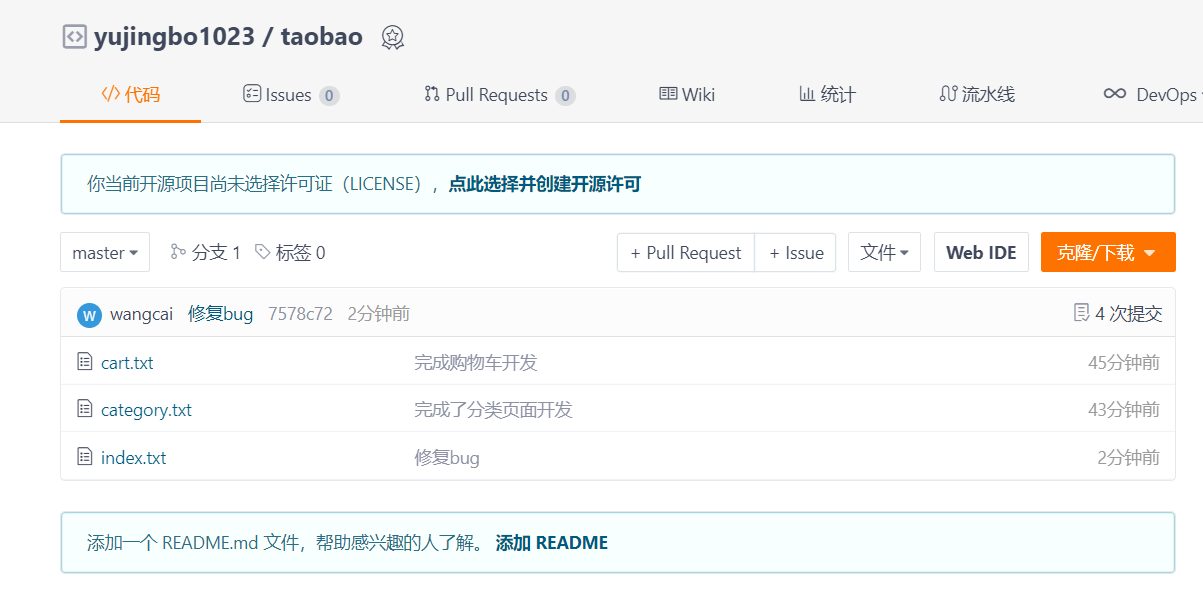 yujingbo1023 / taobao
代码 Issues 0 Pull Requests 0 Wiki 统计 流水线 DevOps
你当前开源项目尚未选择许可证（LICENSE），点此选择并创建开源许可
master 分支 1 标签 0 + Pull Request + Issue 文件 Web IDE 克隆/下载
W wangcai 修复bug 7578c72 2分钟前 4 次提交
cart.txt 完成购物车开发 45分钟前
category.txt 完成了分类页面开发 43分钟前
index.txt 修复bug 2分钟前
添加一个 README.md 文件，帮助感兴趣的人了解。 添加 README